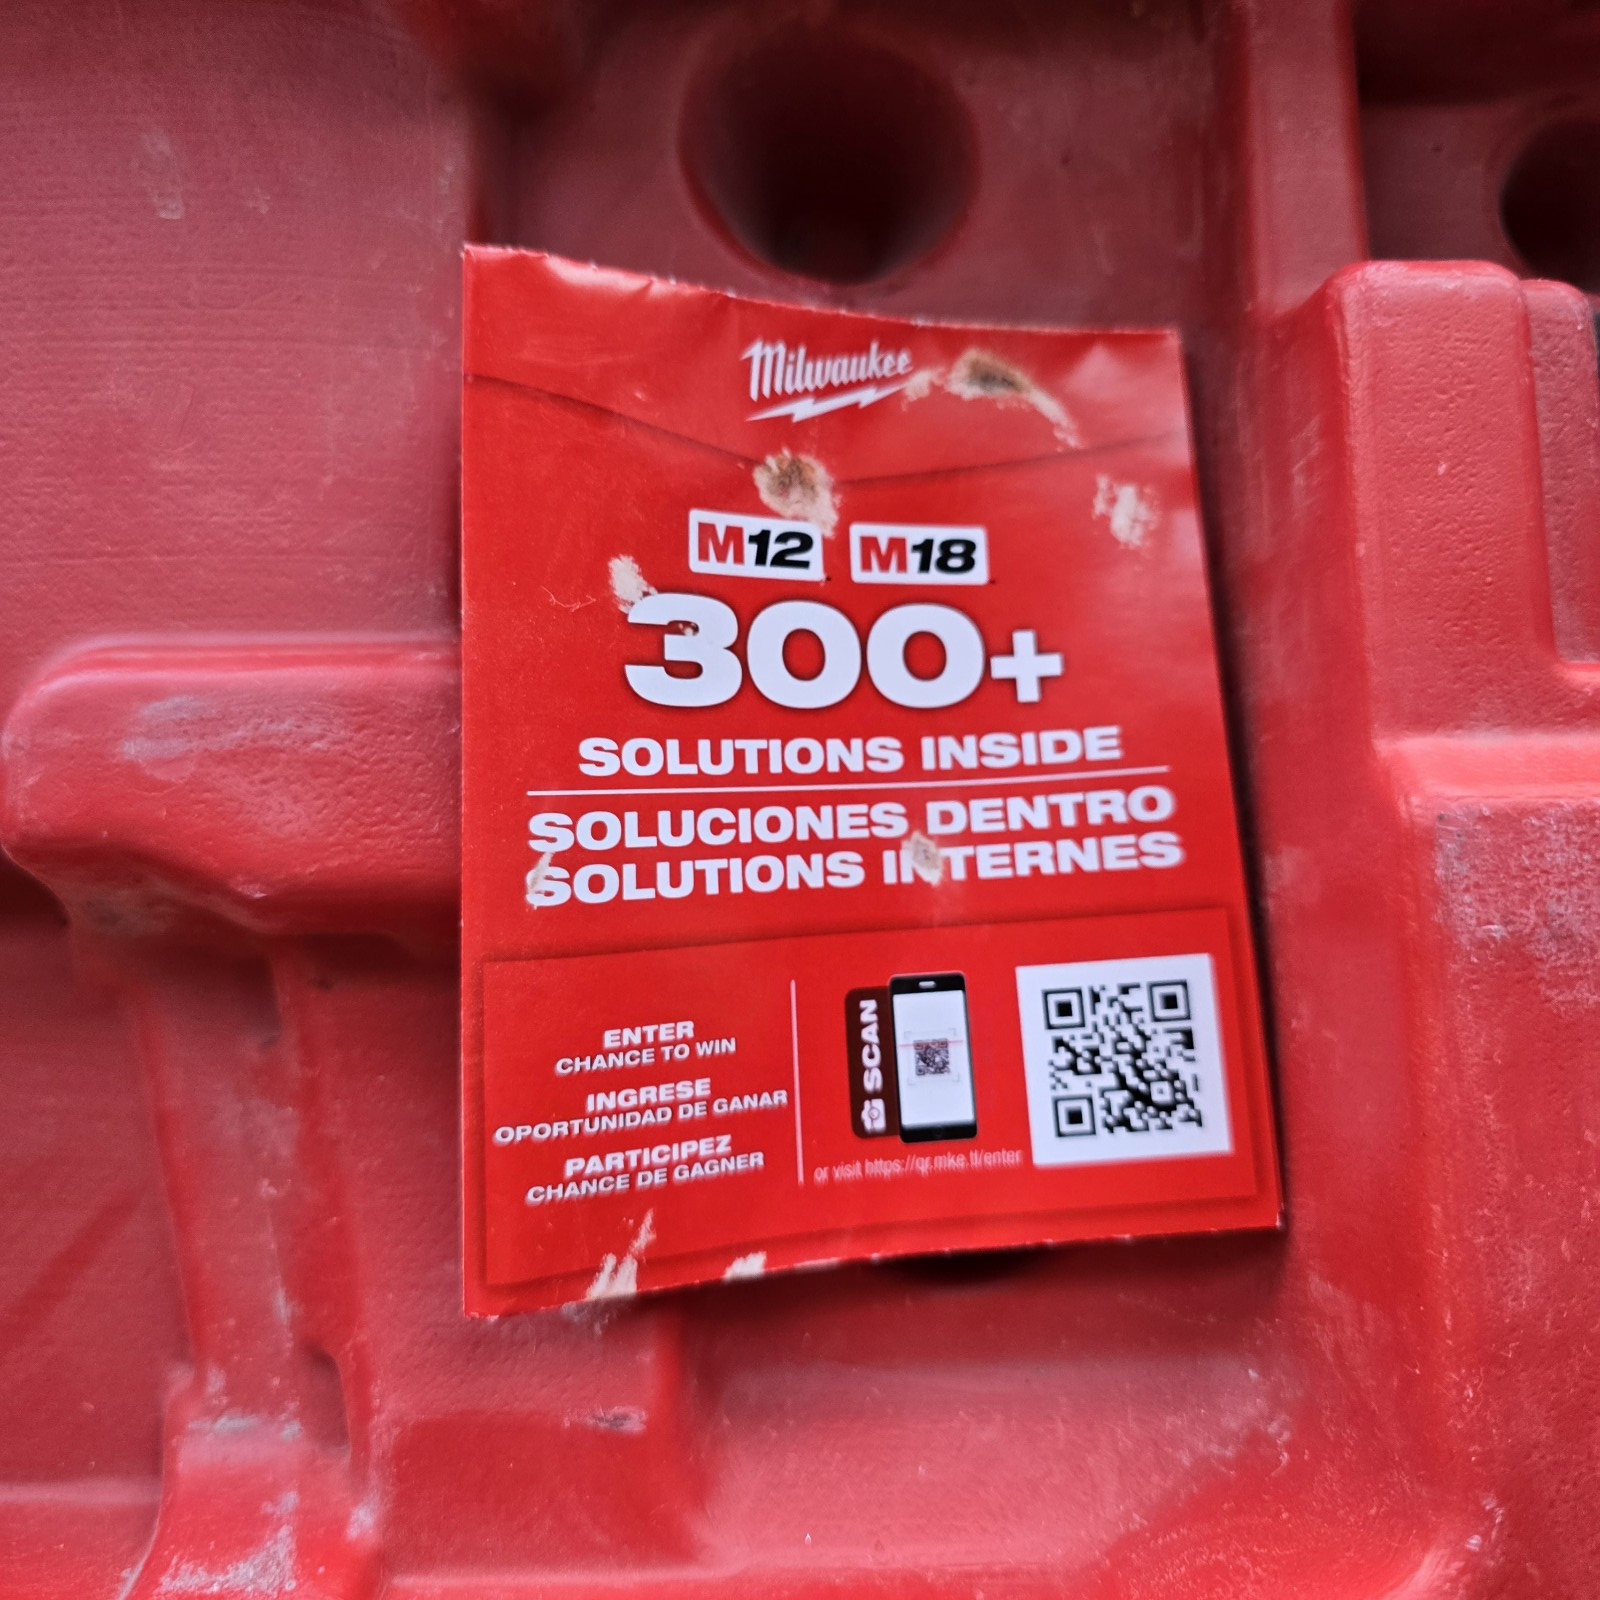 Milwaukee
M12 M18
300+
SOLUTIONS INSIDE
SOLUCIONES DENTRO
SOLUTIONS INTERNES
ENTER
CHANCE TO WIN
INGRESE
OPORTUNIDAD DE GANAR
PARTICIPEZ
CHANCE DE GAGNER
SCAN
or visit https://qr.mke.tl/enter